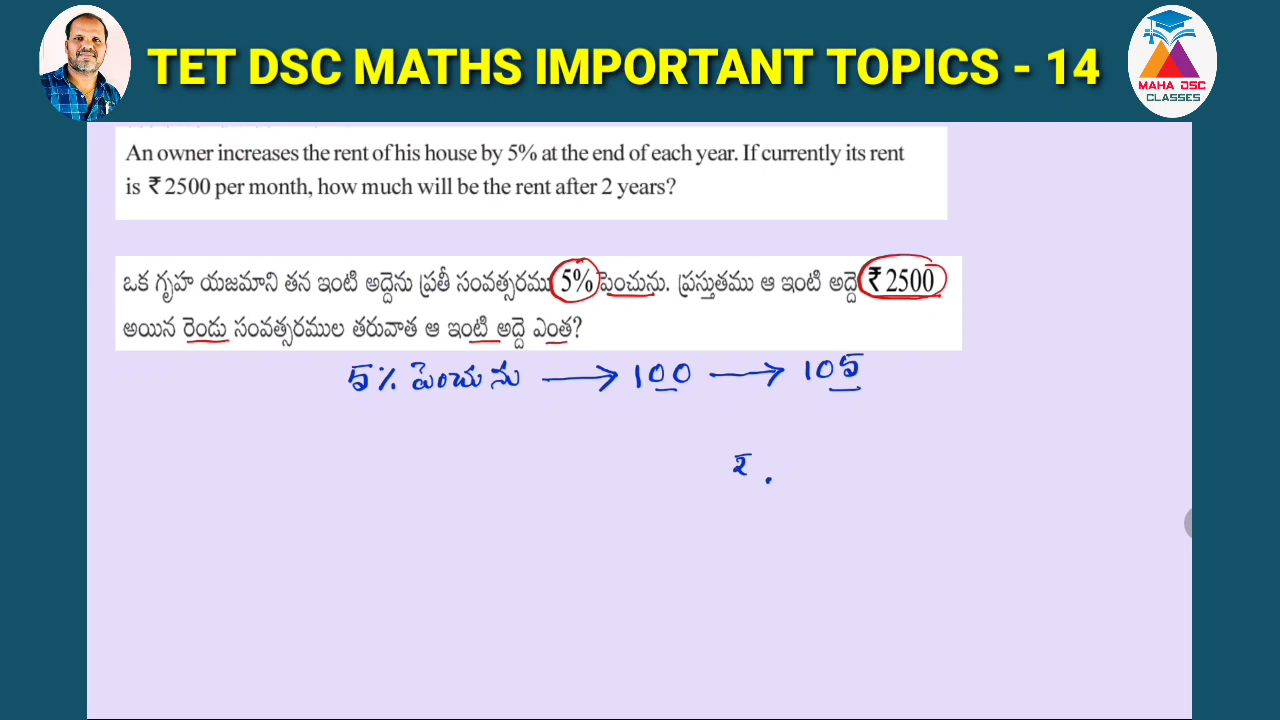 TET DSC MATHS IMPORTANT TOPICS - 14
MAHA DSC
CLASSES
An owner increases the rent of his house by 5% at the end of each year. If currently its rent
is ₹ 2500 per month, how much will be the rent after 2 years?
ఒక గృహ యజమాని తన ఇంటి అద్దెను ప్రతీ సంవత్సరము 5% పెంచును. ప్రస్తుతము ఆ ఇంటి అద్దె ₹ 2500
అయిన రెండు సంవత్సరముల తరువాత ఆ ఇంటి అద్దె ఎంత?
5% పెంచును → 100 → 105